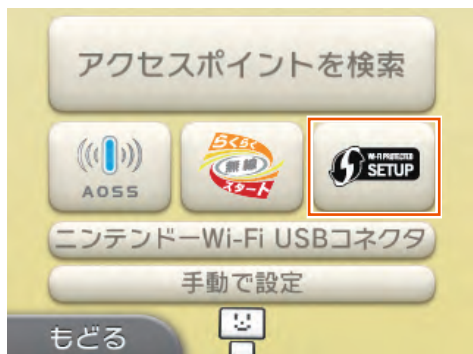 アクセスポイントを検索
AOSS
らくらく
無線
スタート
WI-FI PROTECTED
SETUP
ニンテンドーWi-Fi USBコネクタ
手動で設定
もどる